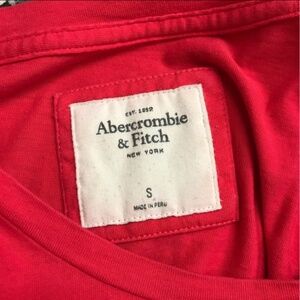 EST. 1892
Abercrombie
& Fitch
NEW YORK
S
MADE IN PERU